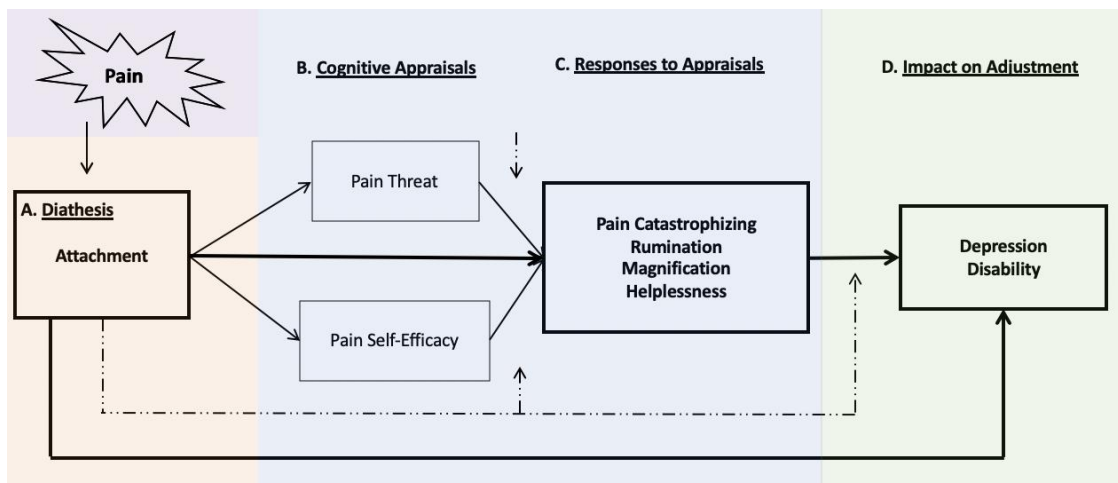 Pain
B. Cognitive Appraisals
C. Responses to Appraisals
D. Impact on Adjustment
A. Diathesis
Attachment
Pain Threat
Pain Self-Efficacy
Pain Catastrophizing
Rumination
Magnification
Helplessness
Depression
Disability